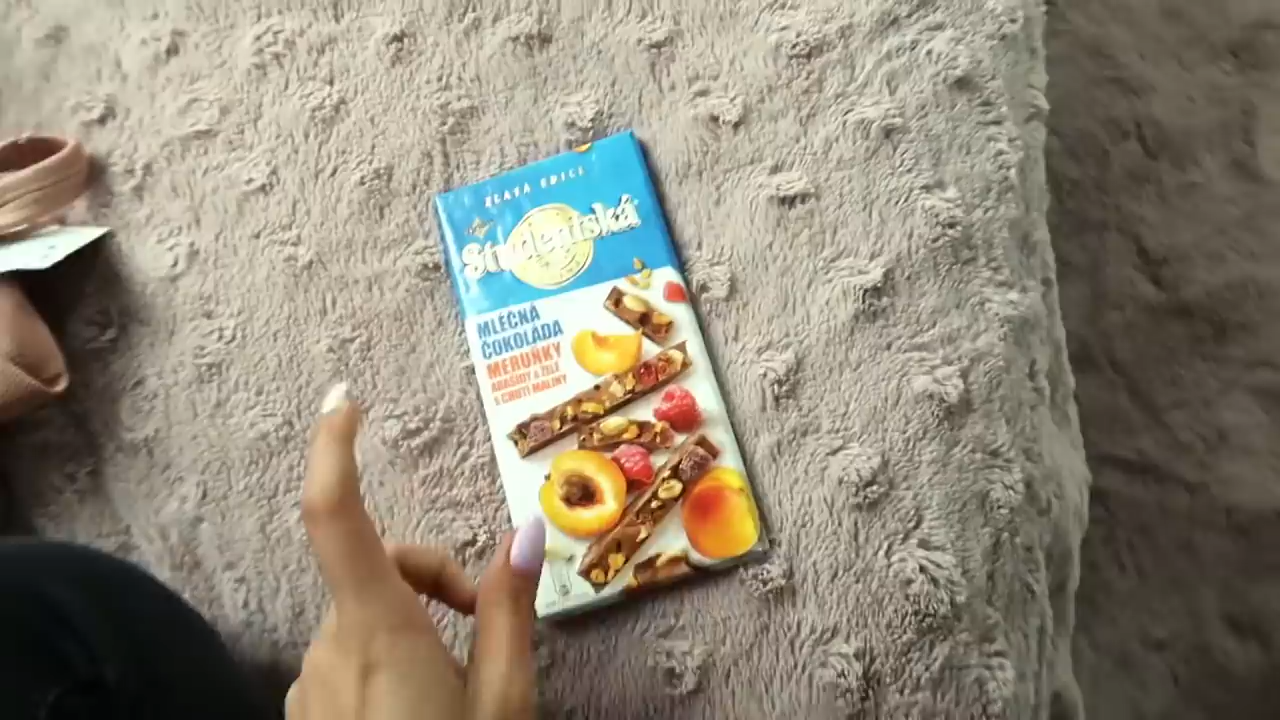 ZLATÁ EDICE
Studentská
MLÉČNÁ
ČOKOLÁDA
MERUŇKY
ARAŠÍDY & ŽELÉ
S CHUTÍ MALINY